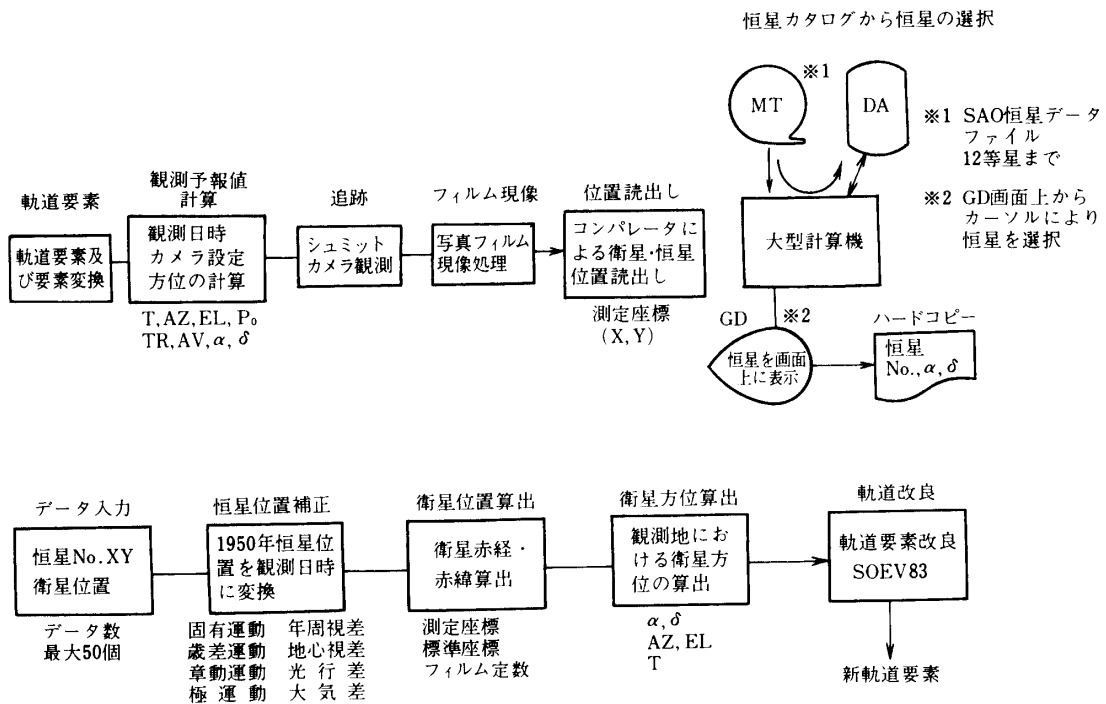 恒星カタログから恒星の選択
MT
※1
DA
※1 SAO恒星データ
ファイル
12等星まで
※2 GD画面上から
カーソルにより
恒星を選択
大型計算機
GD
※2
恒星を画面
上に表示
ハードコピー
恒星
No.,α,δ
軌道要素
軌道要素及
び要素変換
観測予報値
計算
観測日時
カメラ設定
方位の計算
T,AZ,EL,P₀
TR,AV,α,δ
追跡
シュミット
カメラ観測
フィルム現像
写真フィルム
現像処理
位置読出し
コンパレータに
よる衛星・恒星
位置読出し
測定座標
(X,Y)
データ入力
恒星No.XY
衛星位置
データ数
最大50個
恒星位置補正
1950年恒星位
置を観測日時
に変換
固有運動 年周視差
歳差運動 地心視差
章動運動 光行差
極運動 大気差
衛星位置算出
衛星赤経・
赤緯算出
測定座標
標準座標
フィルム定数
衛星方位算出
観測地にお
ける衛星方
位の算出
α,δ
AZ,EL
T
軌道改良
軌道要素改良
SOEV83
新軌道要素